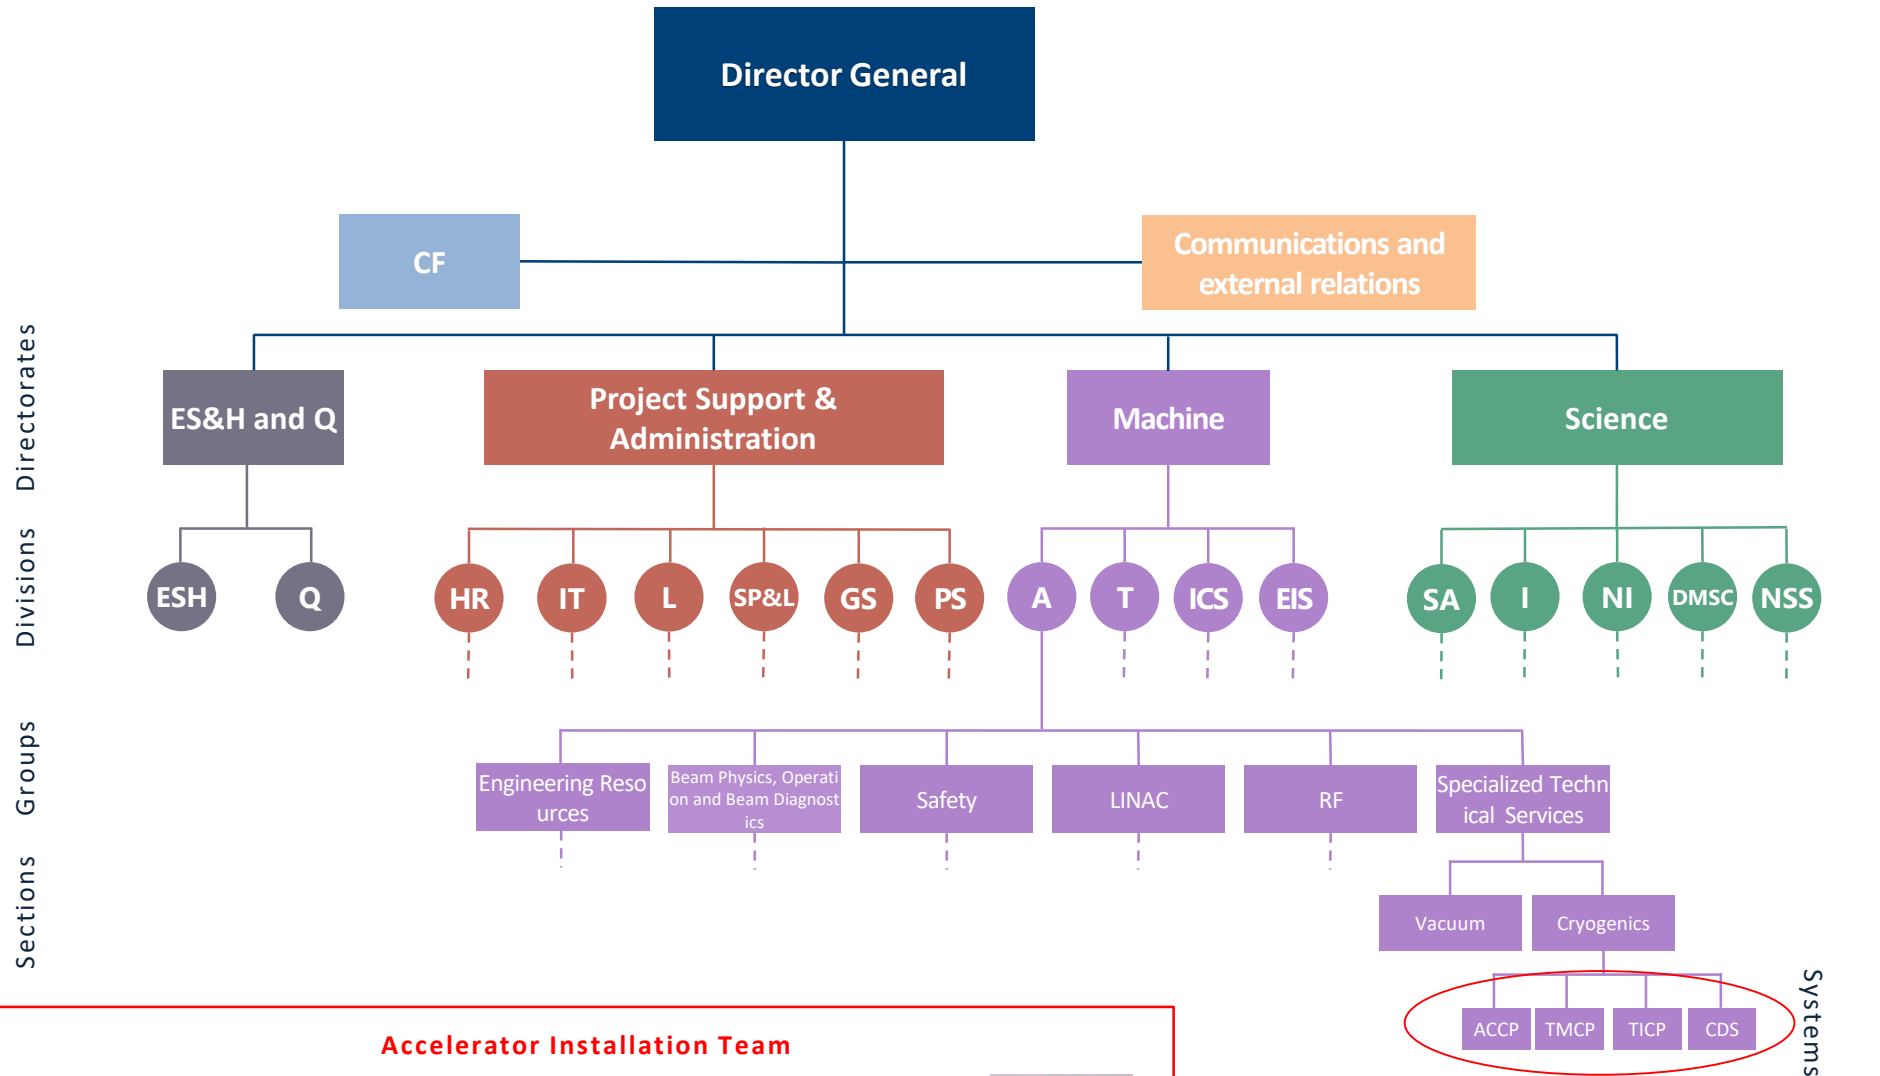 Director General
CF
Communications and
external relations
Directorates
ES&H and Q
Project Support &
Administration
Machine
Science
Divisions
ESH
Q
HR
IT
L
SP&L
GS
PS
A
T
ICS
EIS
SA
I
NI
DMSC
NSS
Groups
Engineering Reso
urces
Beam Physics, Operati
on and Beam Diagnost
ics
Safety
LINAC
RF
Specialized Techn
ical Services
Sections
Vacuum
Cryogenics
Systems
ACCP
TMCP
TICP
CDS
Accelerator Installation Team